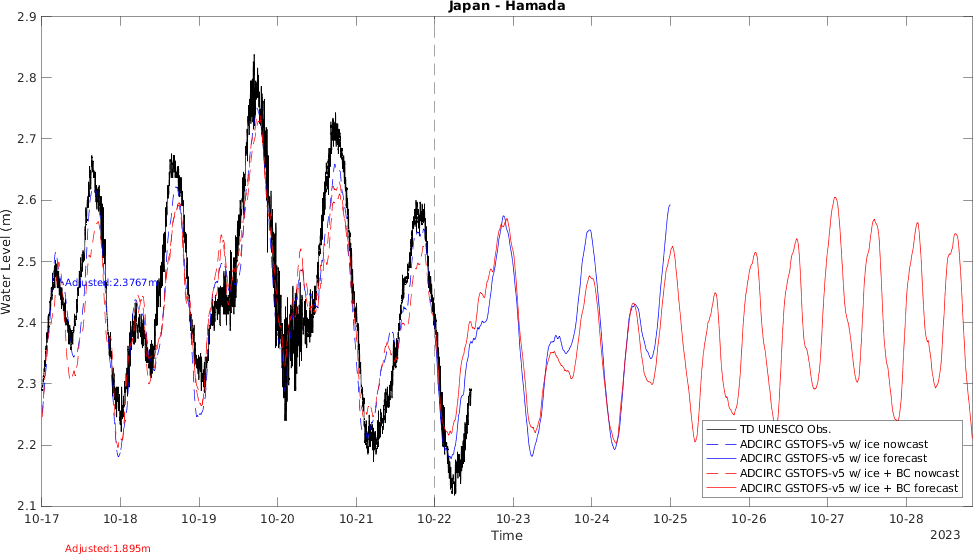 Japan - Hamada
2.9
2.8
2.7
2.6
2.5
2.4
2.3
2.2
2.1
Water Level (m)
Adjusted:2.3767m
TD UNESCO Obs.
ADCIRC GSTOFS-v5 w/ ice nowcast
ADCIRC GSTOFS-v5 w/ ice forecast
ADCIRC GSTOFS-v5 w/ ice + BC nowcast
ADCIRC GSTOFS-v5 w/ ice + BC forecast
10-17 10-18 10-19 10-20 10-21 10-22 10-23 10-24 10-25 10-26 10-27 10-28
Time
2023
Adjusted:1.895m